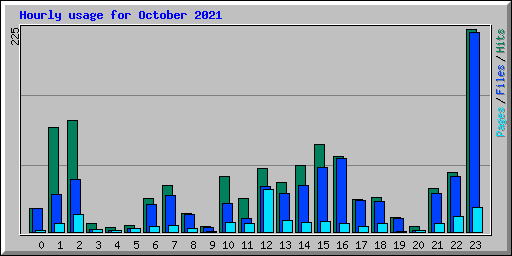 Hourly usage for October 2021
225
Pages/Files/Hits
0 1 2 3 4 5 6 7 8 9 10 11 12 13 14 15 16 17 18 19 20 21 22 23